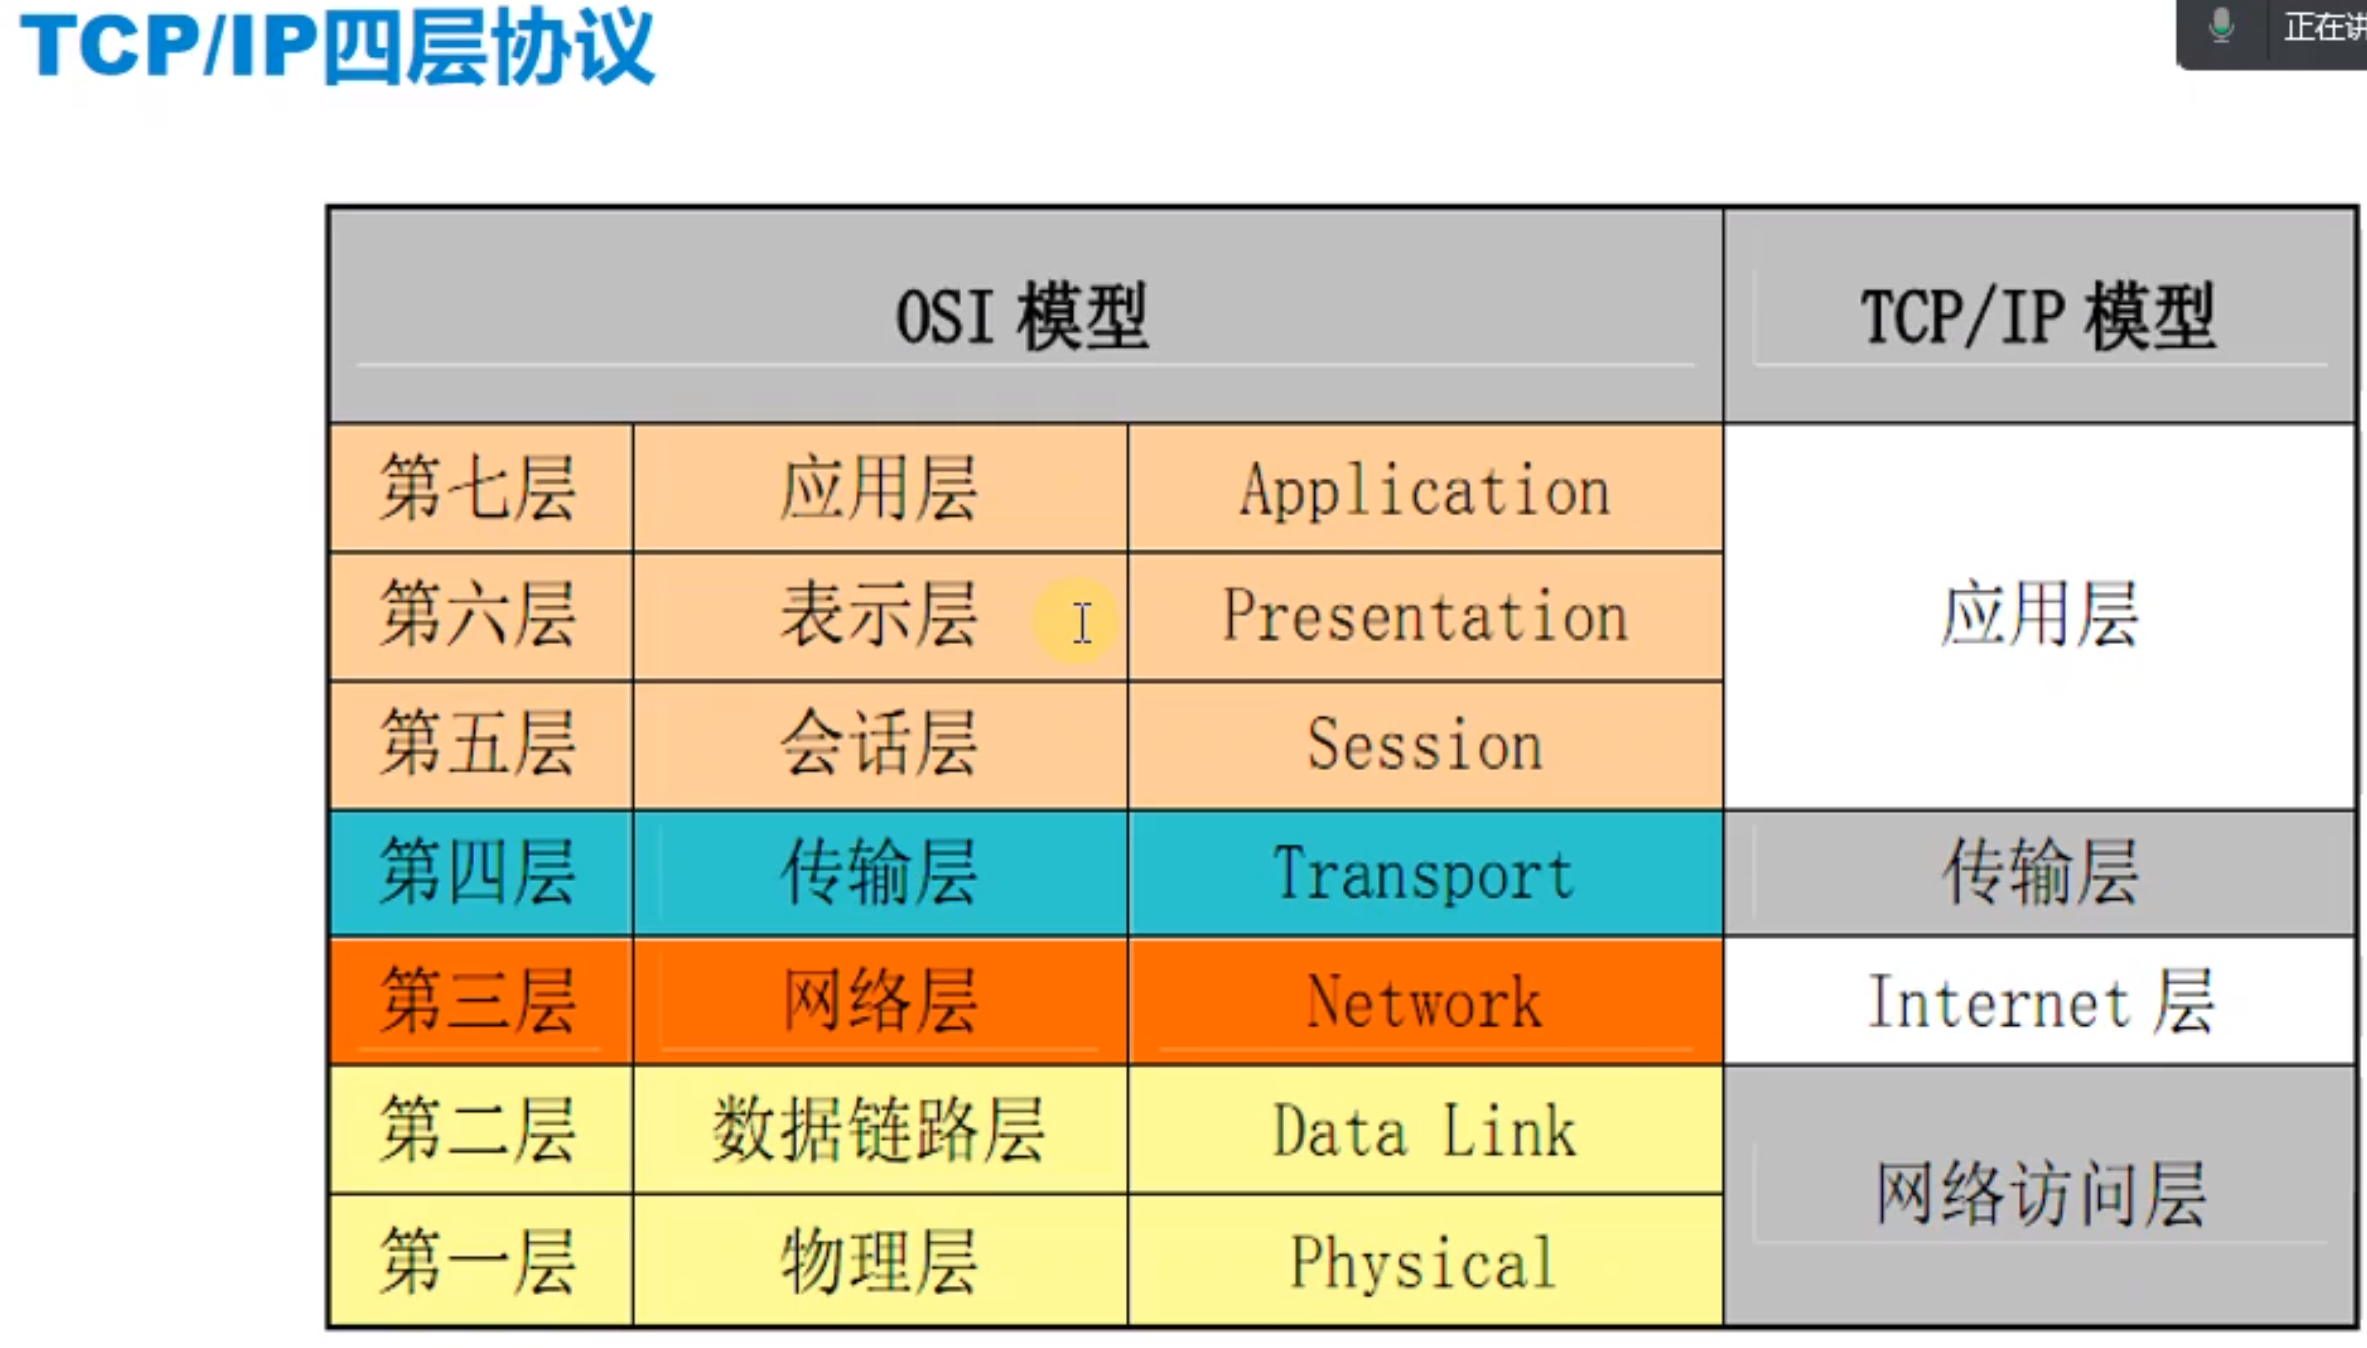 TCP/IP四层协议
正在讲
OSI 模型 TCP/IP 模型
第七层 应用层 Application
第六层 表示层 Presentation 应用层
第五层 会话层 Session
第四层 传输层 Transport 传输层
第三层 网络层 Network Internet 层
第二层 数据链路层 Data Link
网络访问层
第一层 物理层 Physical